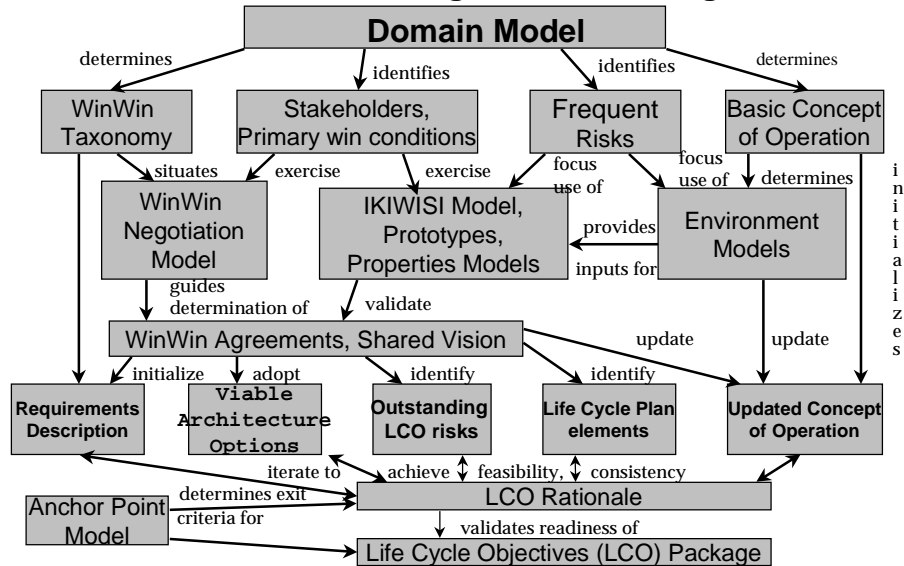 Domain Model
determines
identifies
identifies
determines
WinWin
Taxonomy
Stakeholders,
Primary win conditions
Frequent
Risks
Basic Concept
of Operation
situates
exercise
exercise
focus
use of
focus
use of
determines
initializes
WinWin
Negotiation
Model
IKIWISI Model,
Prototypes,
Properties Models
provides
inputs for
Environment
Models
guides
determination of
validate
WinWin Agreements, Shared Vision
update
update
initialize
adopt
identify
identify
Requirements
Description
Viable
Architecture
Options
Outstanding
LCO risks
Life Cycle Plan
elements
Updated Concept
of Operation
iterate to
achieve
feasibility,
consistency
determines exit
criteria for
LCO Rationale
Anchor Point
Model
validates readiness of
Life Cycle Objectives (LCO) Package